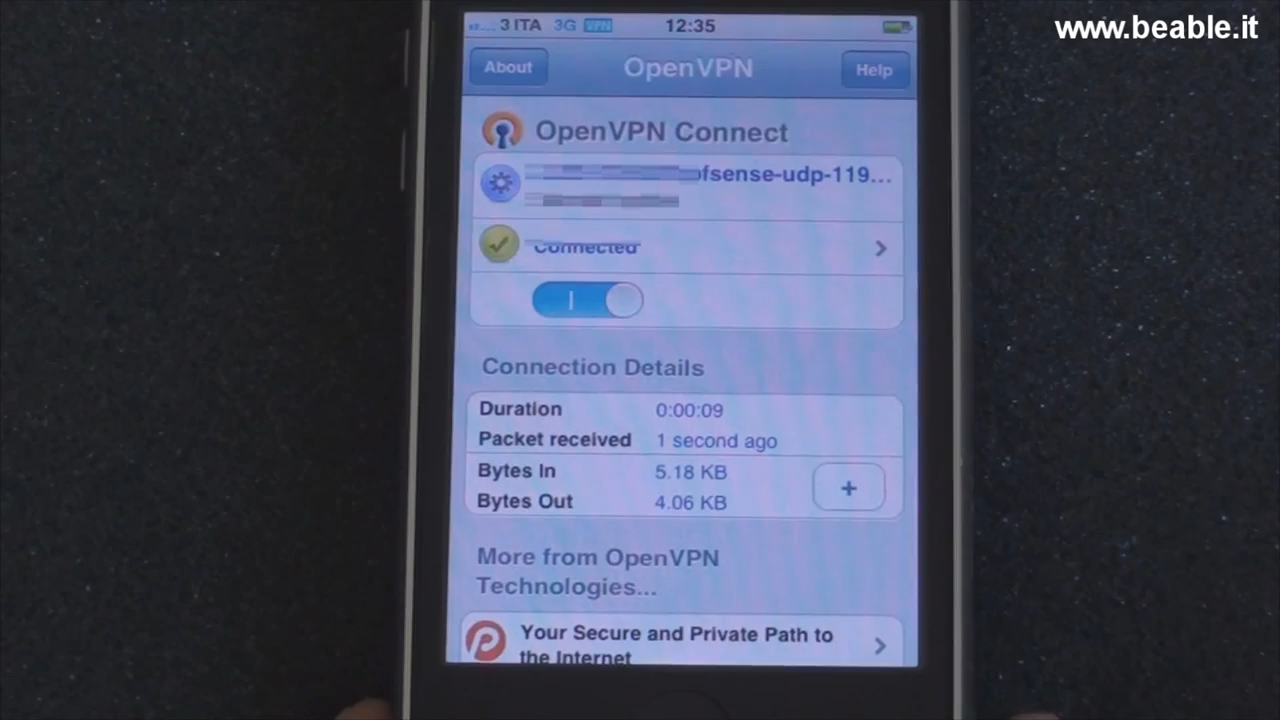 www.beable.it
3 ITA 3G VPN 12:35
About OpenVPN Help
OpenVPN Connect
fsense-udp-119...
Connected
Connection Details
Duration 0:00:09
Packet received 1 second ago
Bytes In 5.18 KB
Bytes Out 4.06 KB
+
More from OpenVPN
Technologies...
Your Secure and Private Path to
the Internet